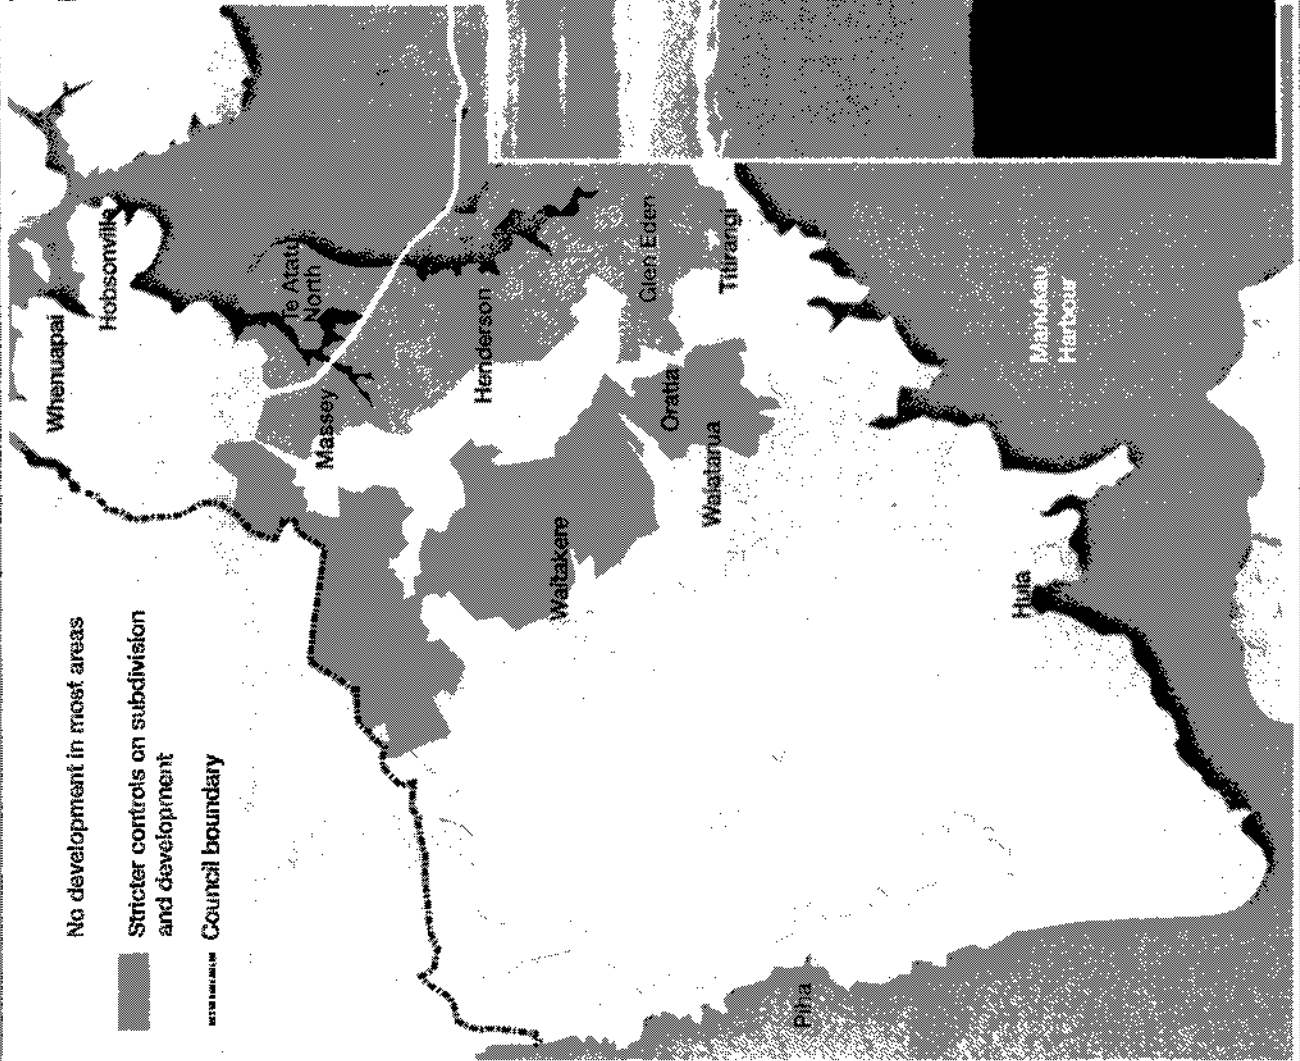 No development in most areas
Stricter controls on subdivision
and development
Council boundary
Whenuapai
Hobsonville
Te Atatu
North
Massey
Henderson
Glen Eden
Titirangi
Oratia
Waiatarua
Waitakere
Manukau
Harbour
Huia
Piha